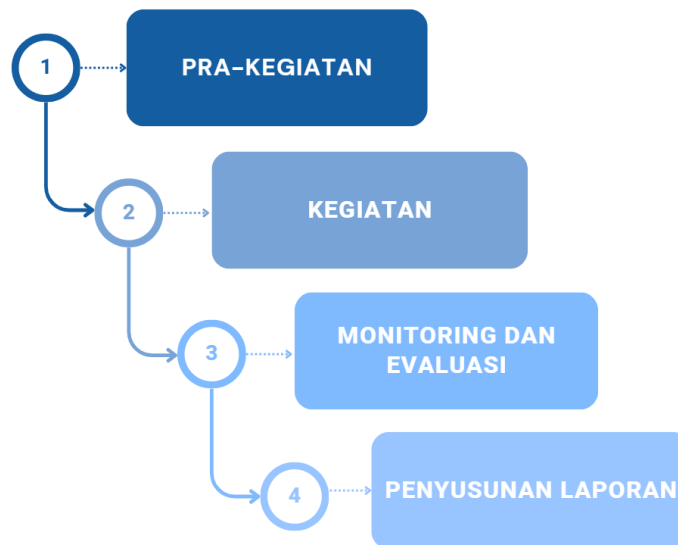 1
PRA-KEGIATAN
2
KEGIATAN
3
MONITORING DAN
EVALUASI
4
PENYUSUNAN LAPORAN